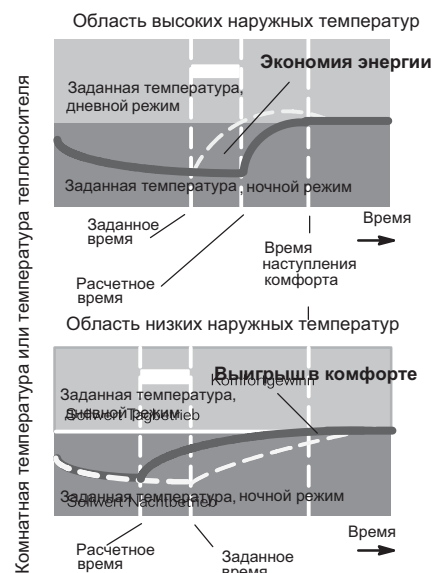 Комнатная температура или температура теплоносителя
Область высоких наружных температур
Экономия энергии
Заданная температура,
дневной режим
Заданная температура, ночной режим
Заданное
время
Время
Расчетное
время
Время
наступления
комфорта
Область низких наружных температур
Выигрыш в комфорте
Komfortgewinn
Заданная температура,
дневной режим
Sollwert Tagbetrieb
Заданная температура, ночной режим
Sollwert Nachtbetrieb
Время
Расчетное
время
Заданное
время